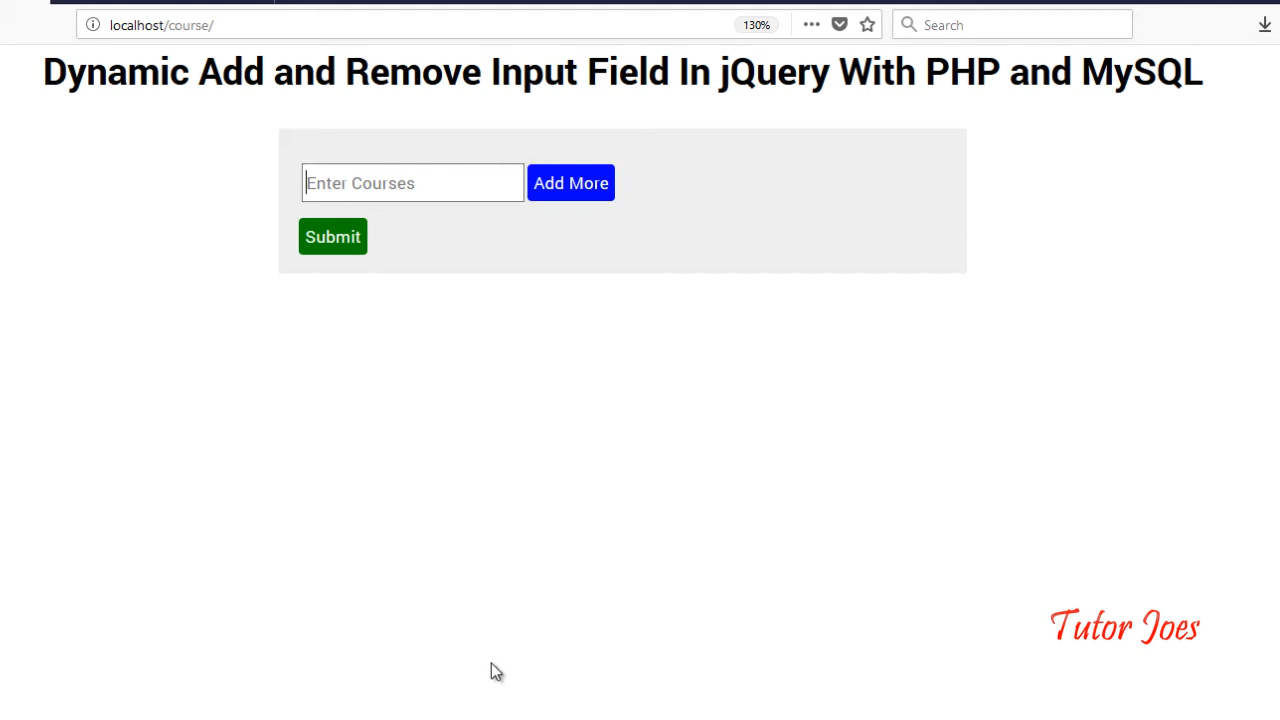 localhost/course/
130%
Search
Dynamic Add and Remove Input Field In jQuery With PHP and MySQL
Enter Courses
Add More
Submit
Tutor Joes